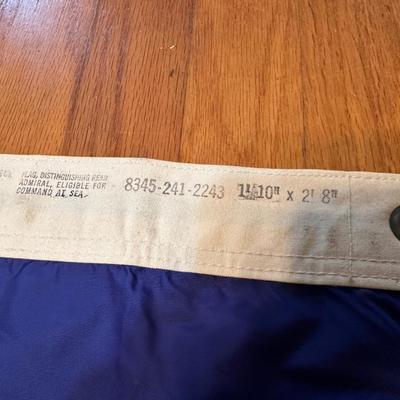 FLAG, DISTINGUISHING REAR
ADMIRAL, ELIGIBLE FOR
COMMAND AT SEA.
8345-241-2243 1' 10" x 2' 8"